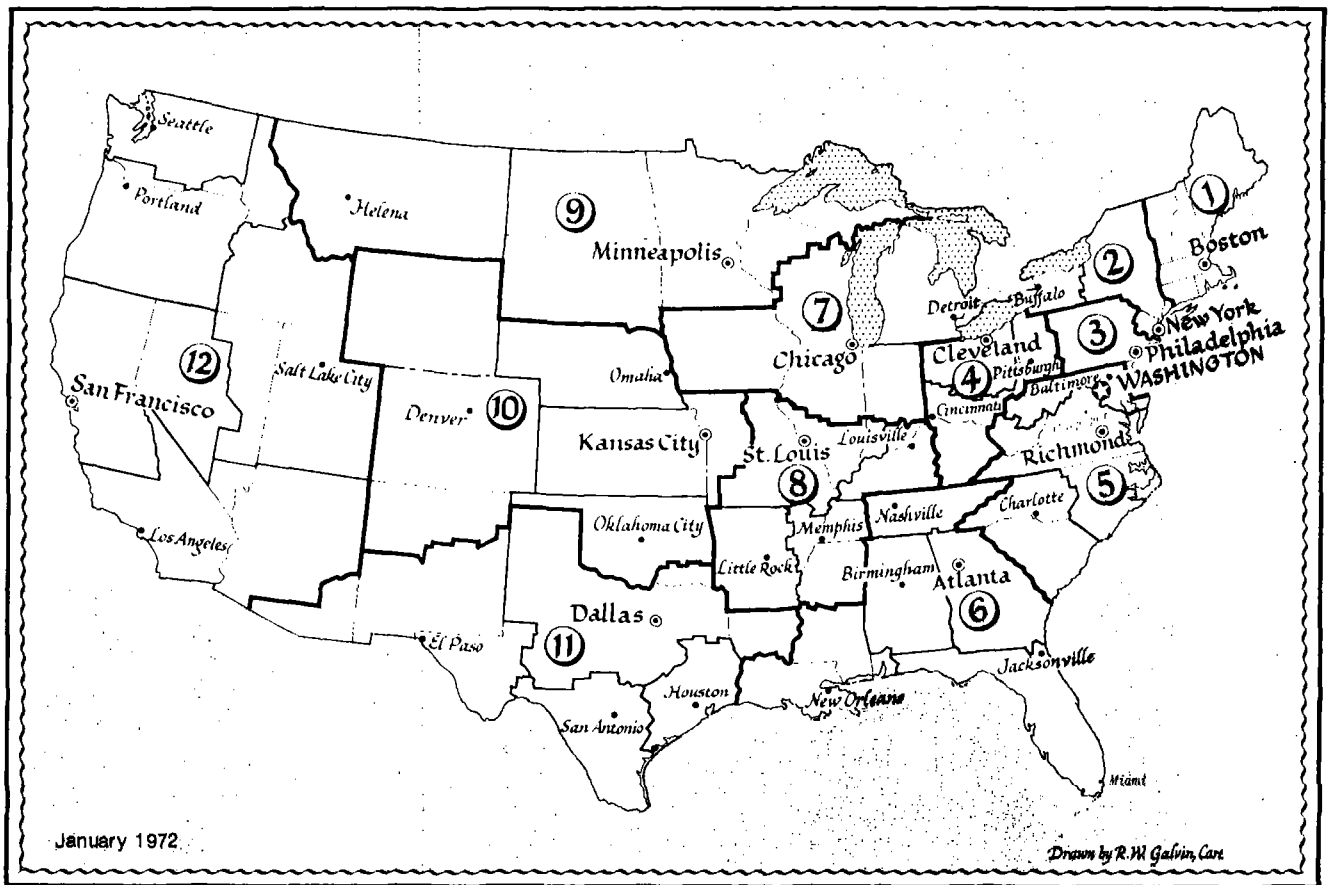 Seattle
Portland
Helena
9
Minneapolis
1
Boston
2
7
Detroit
Buffalo
New York
3
Philadelphia
Chicago
Cleveland
Pittsburgh
4
Baltimore
WASHINGTON
12
Salt Lake City
San Francisco
Omaha
Denver
10
Cincinnati
Kansas City
St. Louis
Louisville
Richmond
8
5
Oklahoma City
Memphis
Nashville
Charlotte
Los Angeles
Little Rock
Birmingham
Atlanta
6
Dallas
El Paso
11
Jacksonville
Houston
New Orleans
San Antonio
Miami
January 1972
Drawn by R.W. Galvin, Cart.